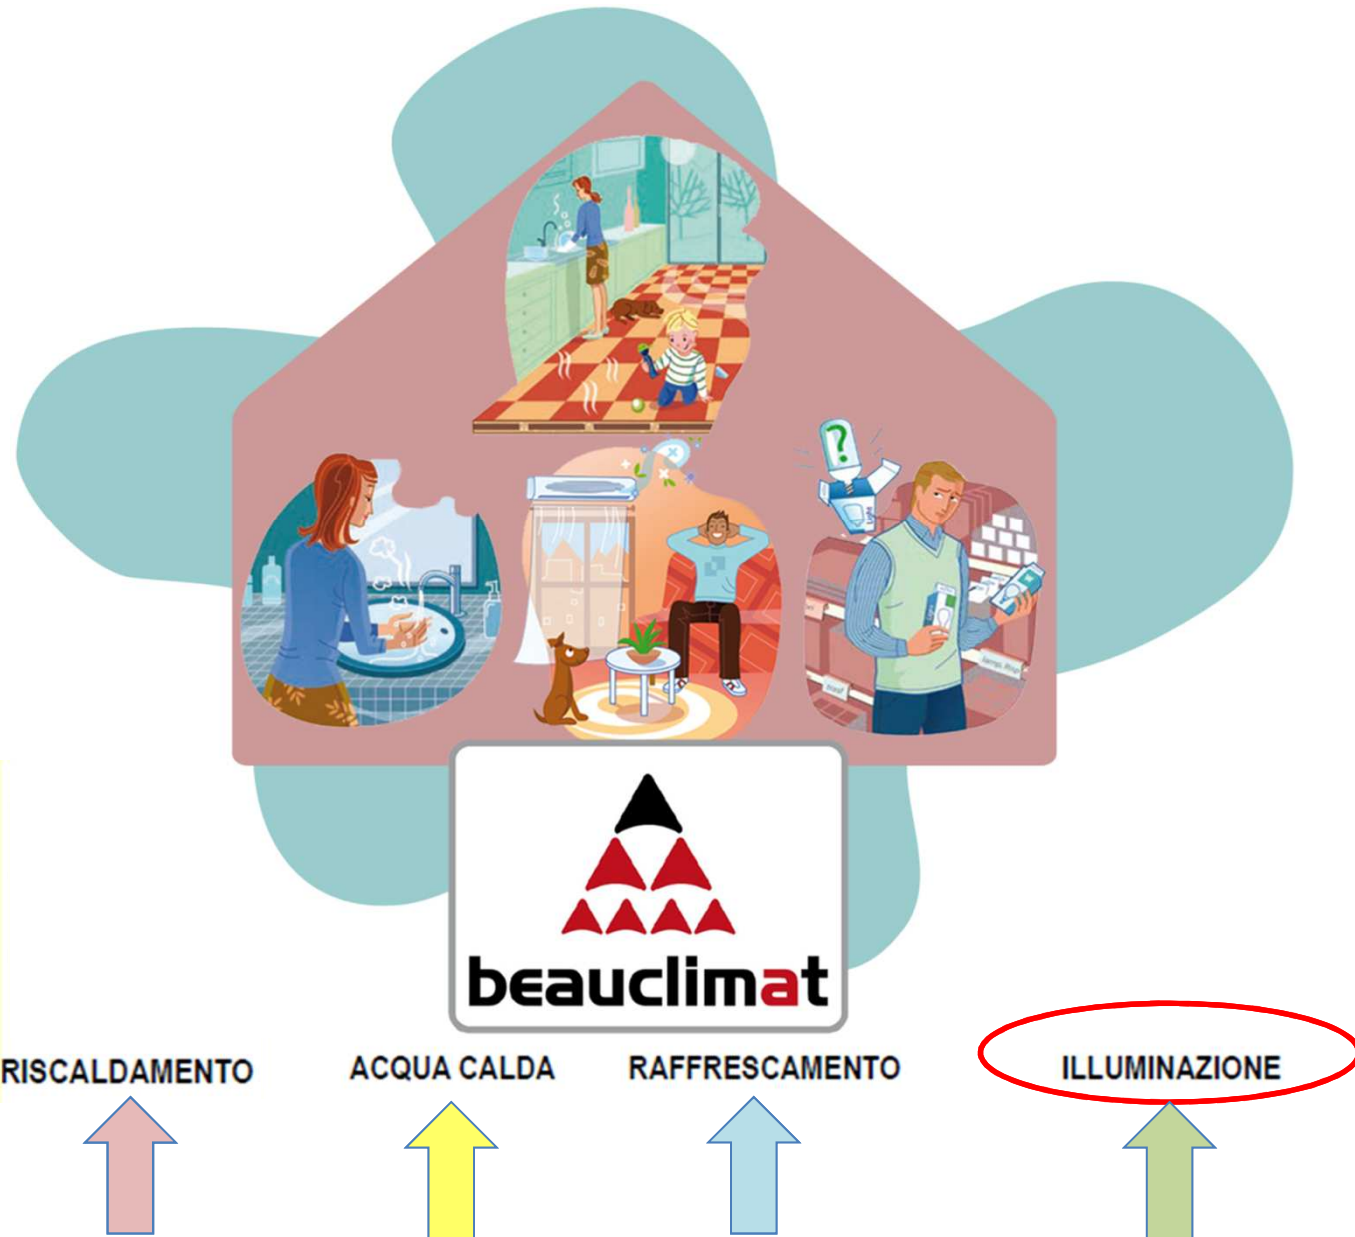 ?
beauclimat
RISCALDAMENTO
ACQUA CALDA
RAFFRESCAMENTO
ILLUMINAZIONE